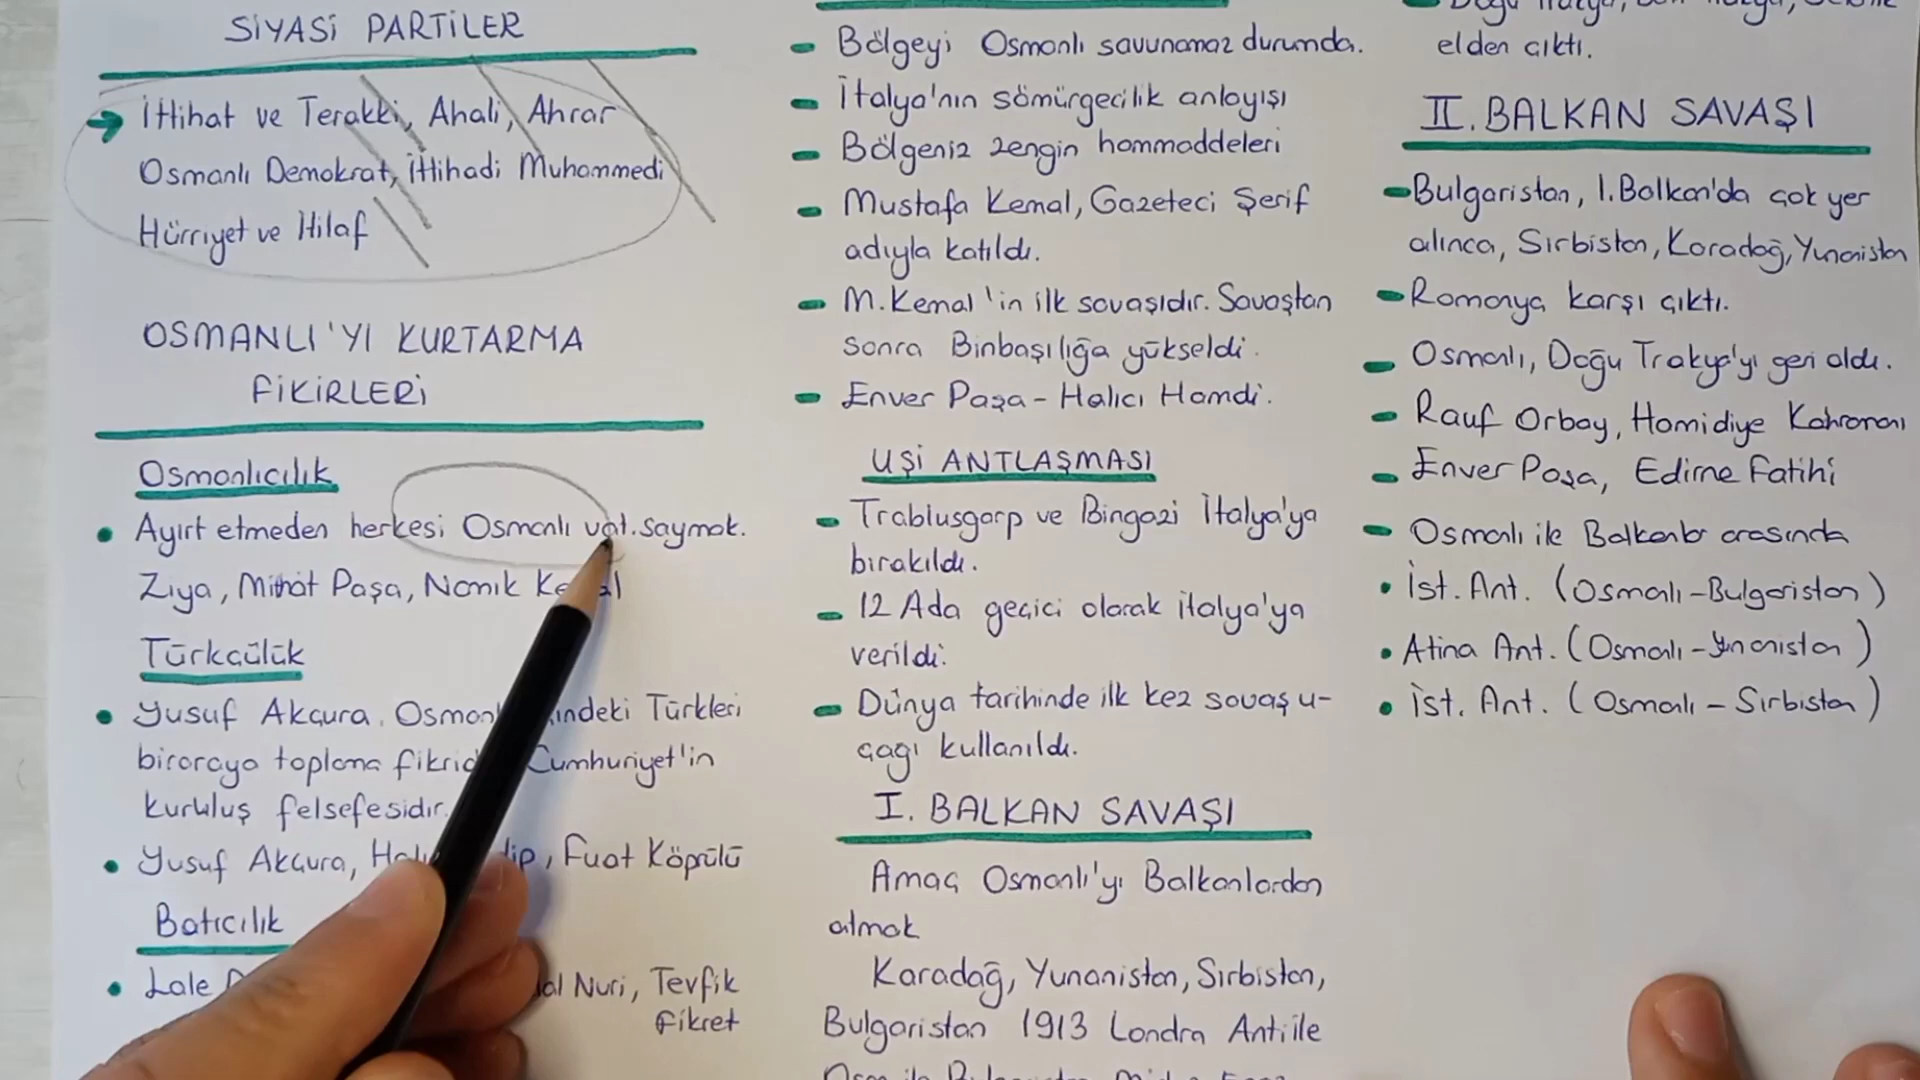 SİYASİ PARTİLER
İttihat ve Terakki, Ahali, Ahrar
Osmanlı Demokrat, İttihadi Muhammedi
Hürriyet ve Hilaf
OSMANLI'YI KURTARMA
FİKİRLERİ
Osmanlıcılık
Ayırt etmeden herkesi Osmanlı vat. saymak.
Ziya, Mithat Paşa, Namık
Türkçülük
Yusuf Akçura, Türkleri
biraraya toplama Cumhuriyet'in
kuruluş felsefesidir.
Yusuf Akçura, Fuat Köprülü
Batıcılık
Lale Nuri, Tevfik
Fikret
Bölgeyi Osmanlı savunamaz durumda.
İtalya'nın sömürgecilik anlayışı
Bölgeniz zengin hammaddeleri
Mustafa Kemal, Gazeteci Şerif
adıyla katıldı.
M. Kemal'in ilk savaşıdır. Savaştan
sonra Binbaşılığa yükseldi.
Enver Paşa - Halıcı Hamdi.
UŞİ ANTLAŞMASI
Trablusgarp ve Bingazi İtalya'ya
bırakıldı.
12 Ada geçici olarak İtalya'ya
verildi.
Dünya tarihinde ilk kez savaş u-
çağı kullanıldı.
I. BALKAN SAVAŞI
Amaç Osmanlı'yı Balkanlardan
atmak
Karadağ, Yunanistan, Sırbistan,
Bulgaristan 1913 Londra Ant ile
elden çıktı.
II. BALKAN SAVAŞI
Bulgaristan, I. Balkan'da çok yer
alınca, Sırbistan, Karadağ, Yunanistan
Romanya karşı çıktı.
Osmanlı, Doğu Trakya'yı geri aldı.
Rauf Orbay, Hamidiye Kahramanı
Enver Paşa, Edirne Fatihi
Osmanlı ile Balkanlar arasında
İst. Ant. (Osmanlı-Bulgaristan)
Atina Ant. (Osmanlı-Yunanistan)
İst. Ant. (Osmanlı - Sırbistan)